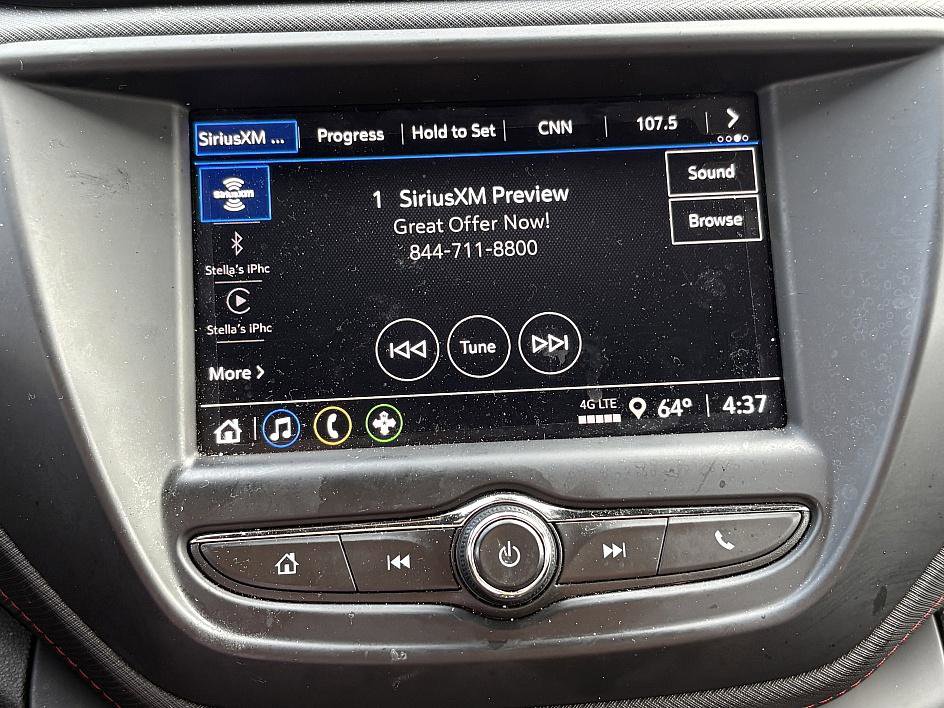 SiriusXM ...
Progress
Hold to Set
CNN
107.5
SiriusXM
1 SiriusXM Preview
Great Offer Now!
844-711-8800
Sound
Browse
Stella's iPhc
Stella's iPhc
More
Tune
4G LTE
64°
4:37